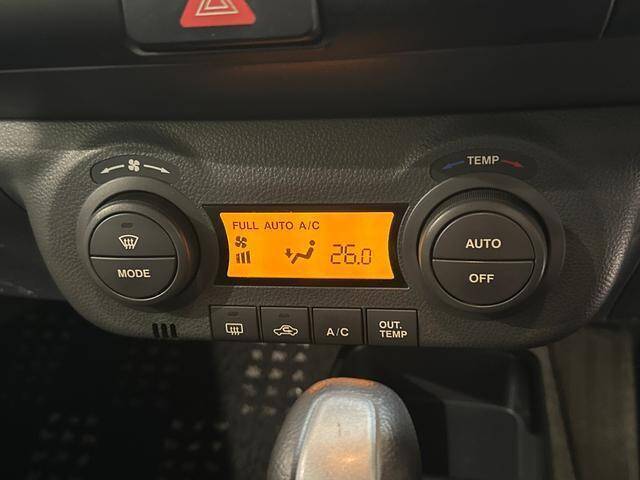 TEMP
FULL AUTO A/C
26.0
MODE
AUTO
OFF
A/C
OUT.
TEMP